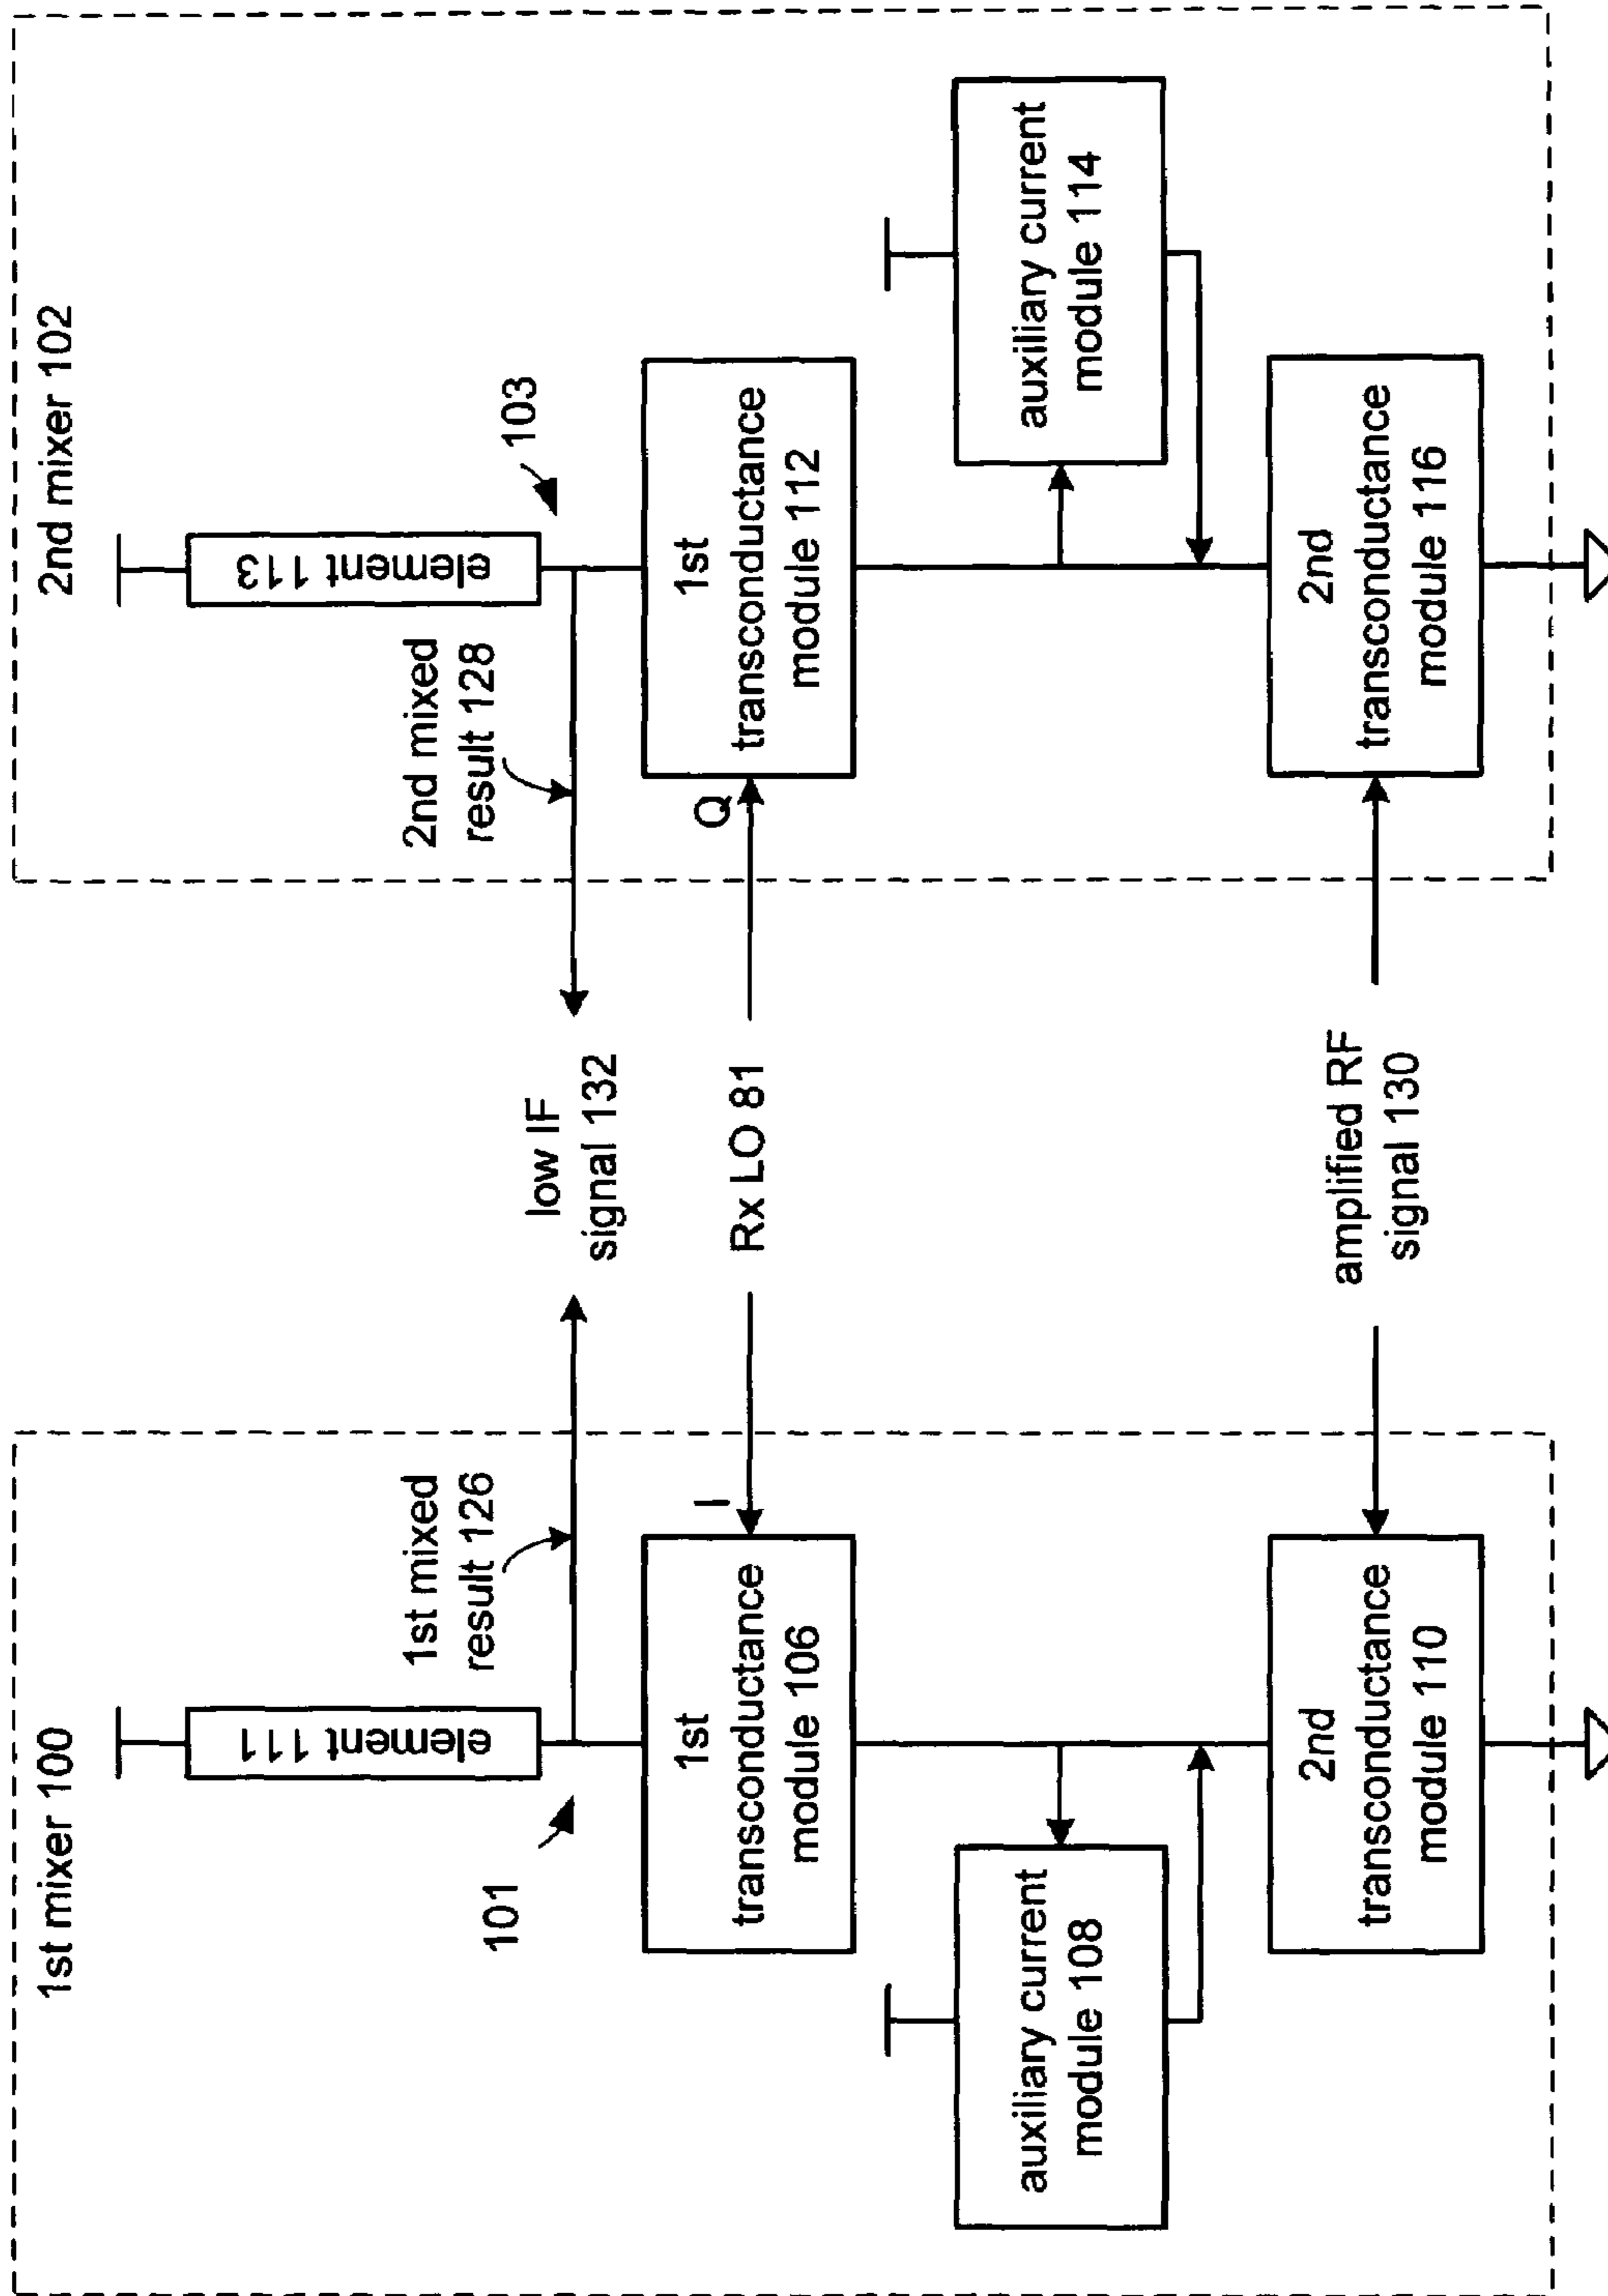 1st mixer 100
element 111
101
1st mixed
result 126
1st
transconductance
module 106
I
auxiliary current
module 108
2nd
transconductance
module 110
low IF
signal 132
Rx LO 81
amplified RF
signal 130
2nd mixer 102
element 113
103
2nd mixed
result 128
Q
1st
transconductance
module 112
auxiliary current
module 114
2nd
transconductance
module 116